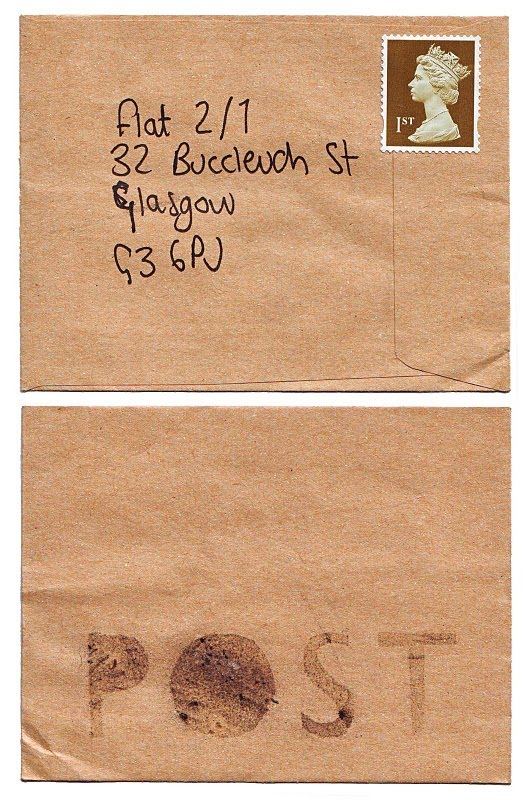 1ST
flat 2/1
32 Buccleuch St
Glasgow
G3 6PJ
POST